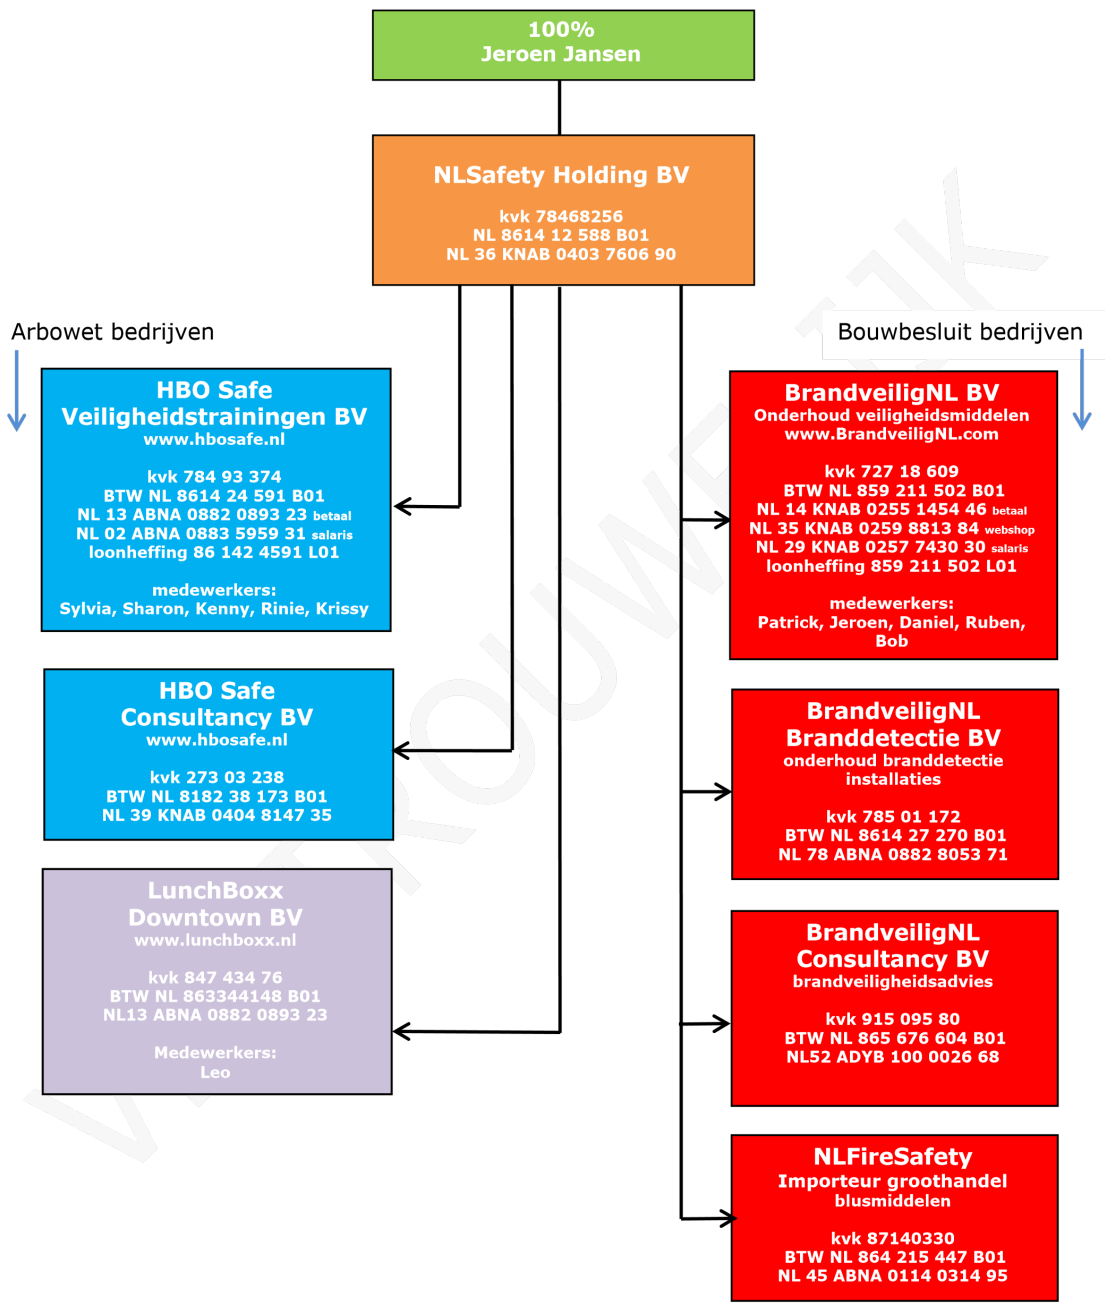 100%
Jeroen Jansen
NLSafety Holding BV
kvk 78468256
NL 8614 12 588 B01
NL 36 KNAB 0403 7606 90
Arbowet bedrijven
HBO Safe
Veiligheidstrainingen BV
www.hbosafe.nl
kvk 784 93 374
BTW NL 8614 24 591 B01
NL 13 ABNA 0882 0893 23 betaal
NL 02 ABNA 0883 5959 31 salaris
loonheffing 86 142 4591 L01
medewerkers:
Sylvia, Sharon, Kenny, Rinie, Krissy
HBO Safe
Consultancy BV
www.hbosafe.nl
kvk 273 03 238
BTW NL 8182 38 173 B01
NL 39 KNAB 0404 8147 35
LunchBoxx
Downtown BV
www.lunchboxx.nl
kvk 847 434 76
BTW NL 863344148 B01
NL13 ABNA 0882 0893 23
Medewerkers:
Leo
Bouwbesluit bedrijven
BrandveiligNL BV
Onderhoud veiligheidsmiddelen
www.BrandveiligNL.com
kvk 727 18 609
BTW NL 859 211 502 B01
NL 14 KNAB 0255 1454 46 betaal
NL 35 KNAB 0259 8813 84 webshop
NL 29 KNAB 0257 7430 30 salaris
loonheffing 859 211 502 L01
medewerkers:
Patrick, Jeroen, Daniel, Ruben,
Bob
BrandveiligNL
Branddetectie BV
onderhoud branddetectie
installaties
kvk 785 01 172
BTW NL 8614 27 270 B01
NL 78 ABNA 0882 8053 71
BrandveiligNL
Consultancy BV
brandveiligheidsadvies
kvk 915 095 80
BTW NL 865 676 604 B01
NL52 ADYB 100 0026 68
NLFireSafety
Importeur groothandel
blusmiddelen
kvk 87140330
BTW NL 864 215 447 B01
NL 45 ABNA 0114 0314 95